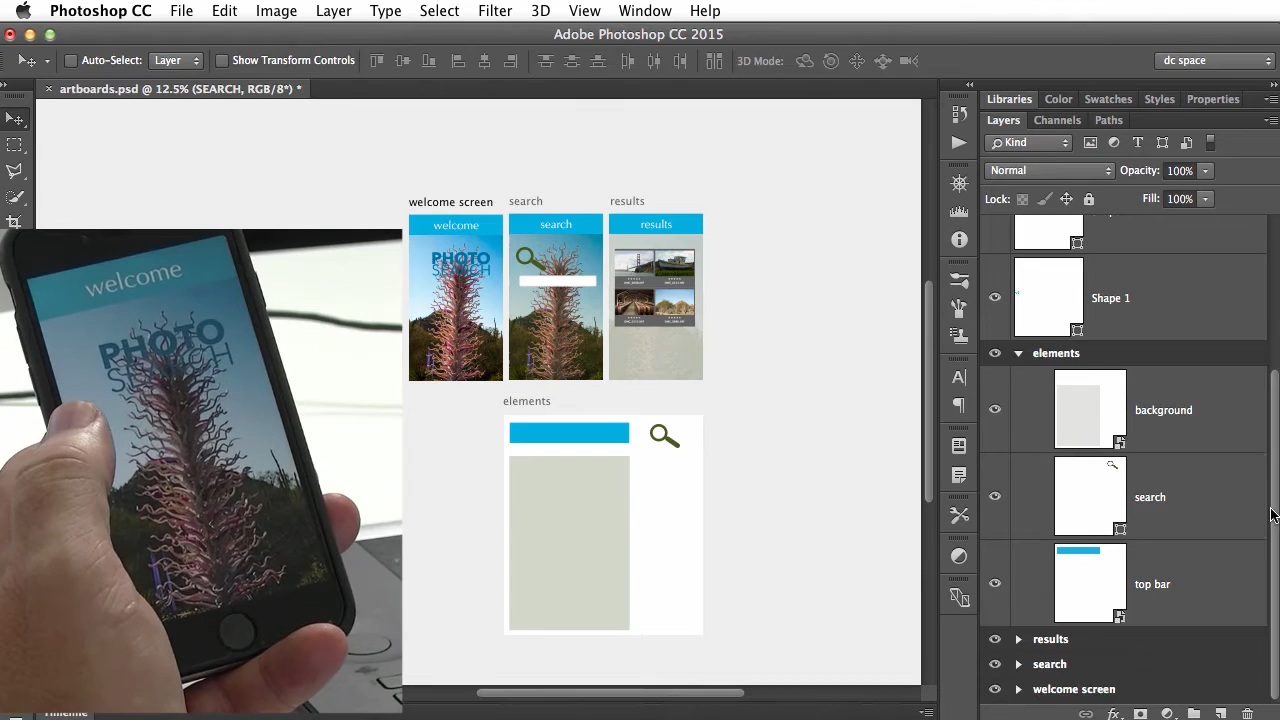 Photoshop CC File Edit Image Layer Type Select Filter 3D View Window Help
Adobe Photoshop CC 2015
Auto-Select: Layer Show Transform Controls 3D Mode: dc space
× artboards.psd @ 12.5% (SEARCH, RGB/8*) *
Libraries Color Swatches Styles Properties
Layers Channels Paths
Kind T
Normal Opacity: 100%
Lock: Fill: 100%
welcome screen search results
welcome search results
PHOTO
SEARCH
welcome
PHOTO
SEARCH
elements
Shape 1
elements
background
search
top bar
results
search
welcome screen
A
fx
Timeline